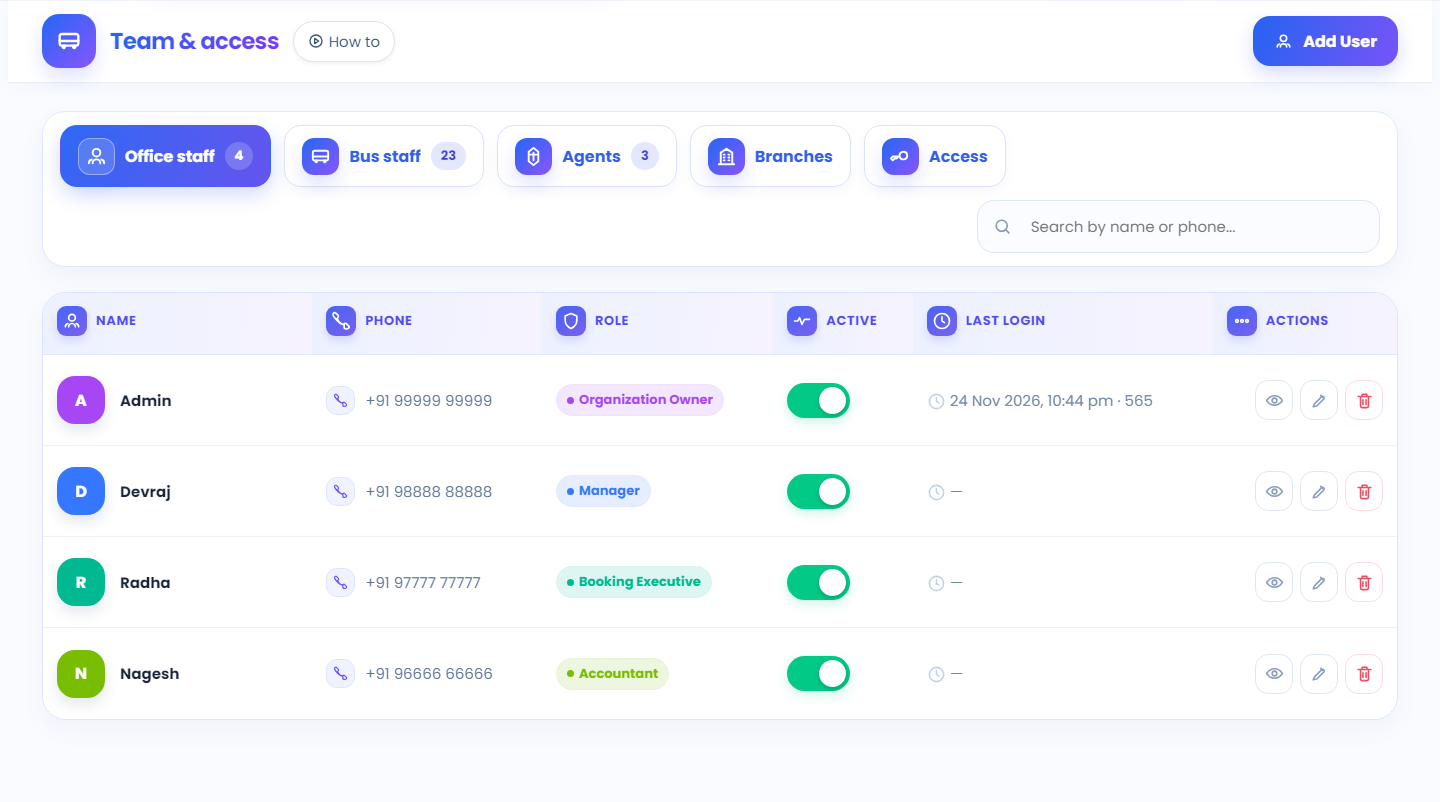 Team & access
How to
Add User
Office staff 4
Bus staff 23
Agents 3
Branches
Access
Search by name or phone...
NAME PHONE ROLE ACTIVE LAST LOGIN ACTIONS
A Admin +91 99999 99999 Organization Owner 24 Nov 2026, 10:44 pm · 565
D Devraj +91 98888 88888 Manager —
R Radha +91 97777 77777 Booking Executive —
N Nagesh +91 96666 66666 Accountant —